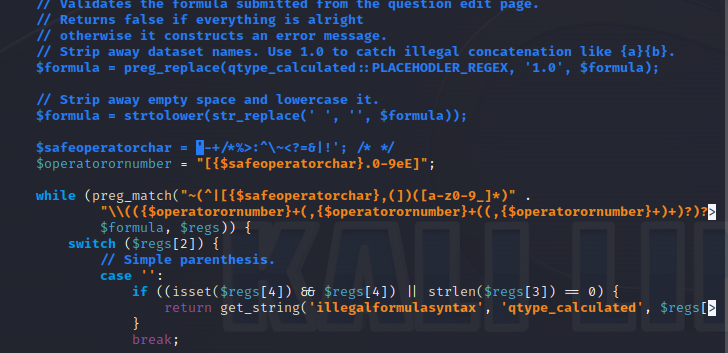 // Validates the formula submitted from the question edit page.
// Returns false if everything is alright
// otherwise it constructs an error message.
// Strip away dataset names. Use 1.0 to catch illegal concatenation like {a}{b}.
$formula = preg_replace(qtype_calculated::PLACEHODLER_REGEX, '1.0', $formula);
// Strip away empty space and lowercase it.
$formula = strtolower(str_replace(' ', '', $formula));
$safeoperatorchar = '-+/*%>:^\~<?=&|!'; /* */
$operatorornumber = "[{$safeoperatorchar}.0-9eE]";
while (preg_match("~(^|[{$safeoperatorchar},(])([a-z0-9_]*)" .
"\\(({$operatorornumber}+(,{$operatorornumber}+((,{$operatorornumber}+)+)?)?>
$formula, $regs)) {
switch ($regs[2]) {
// Simple parenthesis.
case '':
if ((isset($regs[4]) && $regs[4]) || strlen($regs[3]) == 0) {
return get_string('illegalformulasyntax', 'qtype_calculated', $regs[>
}
break;
KALI LI